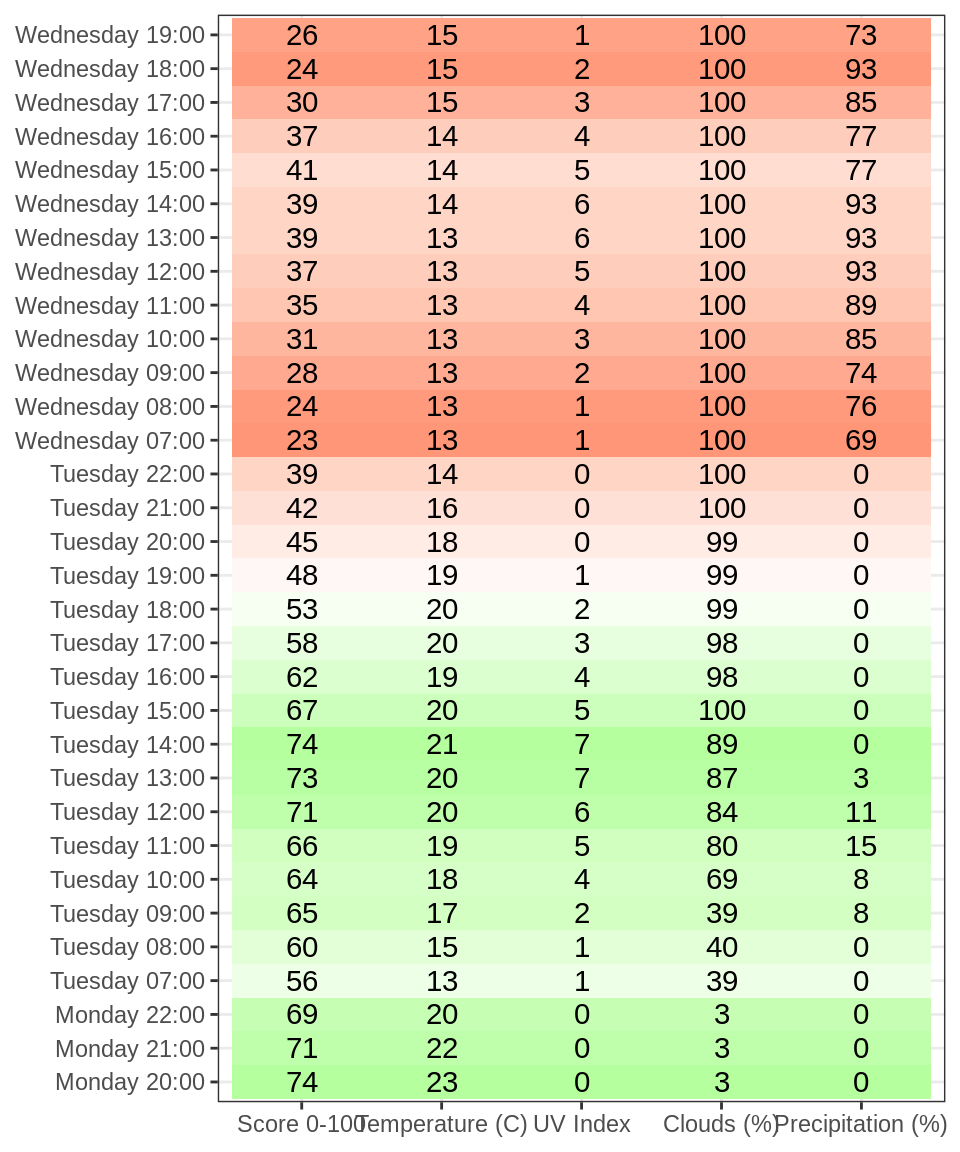 Wednesday 19:00 26 15 1 100 73
Wednesday 18:00 24 15 2 100 93
Wednesday 17:00 30 15 3 100 85
Wednesday 16:00 37 14 4 100 77
Wednesday 15:00 41 14 5 100 77
Wednesday 14:00 39 14 6 100 93
Wednesday 13:00 39 13 6 100 93
Wednesday 12:00 37 13 5 100 93
Wednesday 11:00 35 13 4 100 89
Wednesday 10:00 31 13 3 100 85
Wednesday 09:00 28 13 2 100 74
Wednesday 08:00 24 13 1 100 76
Wednesday 07:00 23 13 1 100 69
Tuesday 22:00 39 14 0 100 0
Tuesday 21:00 42 16 0 100 0
Tuesday 20:00 45 18 0 99 0
Tuesday 19:00 48 19 1 99 0
Tuesday 18:00 53 20 2 99 0
Tuesday 17:00 58 20 3 98 0
Tuesday 16:00 62 19 4 98 0
Tuesday 15:00 67 20 5 100 0
Tuesday 14:00 74 21 7 89 0
Tuesday 13:00 73 20 7 87 3
Tuesday 12:00 71 20 6 84 11
Tuesday 11:00 66 19 5 80 15
Tuesday 10:00 64 18 4 69 8
Tuesday 09:00 65 17 2 39 8
Tuesday 08:00 60 15 1 40 0
Tuesday 07:00 56 13 1 39 0
Monday 22:00 69 20 0 3 0
Monday 21:00 71 22 0 3 0
Monday 20:00 74 23 0 3 0
Score 0-100 Temperature (C) UV Index Clouds (%) Precipitation (%)